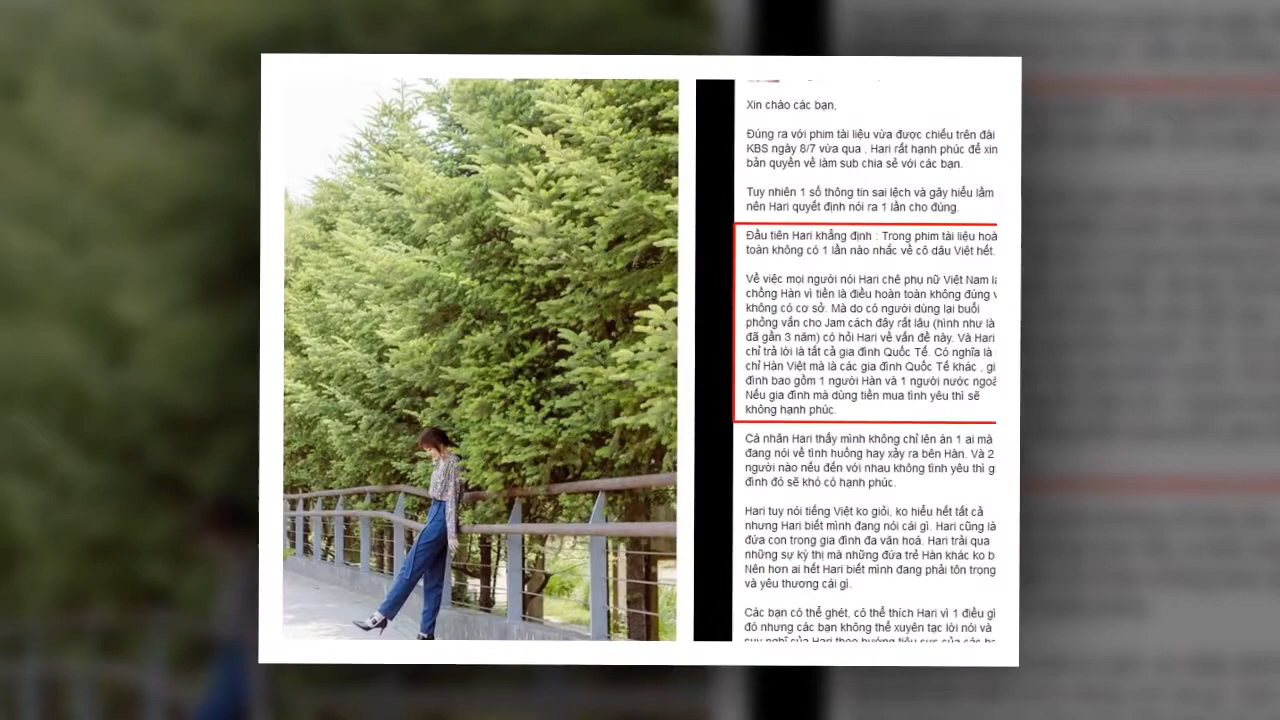 Xin chào các bạn,
Đúng ra với phim tài liệu vừa được chiếu trên đài
KBS ngày 8/7 vừa qua , Hari rất hạnh phúc để xin
bản quyền về làm sub chia sẻ với các bạn.
Tuy nhiên 1 số thông tin sai lệch và gây hiểu lầm
nên Hari quyết định nói ra 1 lần cho đúng.
Đầu tiên Hari khẳng định : Trong phim tài liệu hoà
toàn không có 1 lần nào nhắc về cô dâu Việt hết.
Về việc mọi người nói Hari chê phụ nữ Việt Nam lấ
chồng Hàn vì tiền là điều hoàn toàn không đúng v
không có cơ sở. Mà do có người dùng lại buổi
phỏng vấn cho Jam cách đây rất lâu (hình như là
đã gần 3 năm) có hỏi Hari về vấn đề này. Và Hari
chỉ trả lời là tất cả gia đình Quốc Tế. Có nghĩa là
chỉ Hàn Việt mà là các gia đình Quốc Tế khác , gi
đình bao gồm 1 người Hàn và 1 người nước ngoà
Nếu gia đình mà dùng tiền mua tình yêu thì sẽ
không hạnh phúc.
Cá nhân Hari thấy mình không chỉ lên án 1 ai mà
đang nói về tình huống hay xảy ra bên Hàn. Và 2
người nào nếu đến với nhau không tình yêu thì g
đình đó sẽ khó có hạnh phúc.
Hari tuy nói tiếng Việt ko giỏi, ko hiểu hết tất cả
nhưng Hari biết mình đang nói cái gì. Hari cũng là
đứa con trong gia đình đa văn hoá. Hari trải qua
những sự kỳ thị mà những đứa trẻ Hàn khác ko b
Nên hơn ai hết Hari biết mình đang phải tôn trọng
và yêu thương cái gì.
Các bạn có thể ghét, có thể thích Hari vì 1 điều gì
đó nhưng các bạn không thể xuyên tạc lời nói và
suy nghĩ của Hari theo hướng tiêu cực của các bạ